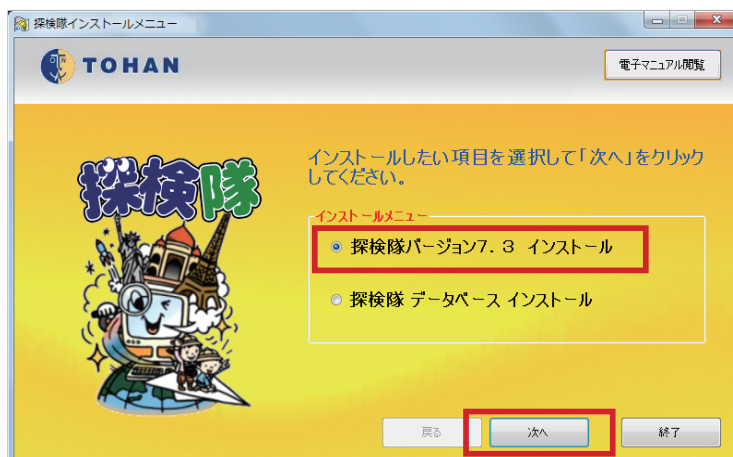 探検隊インストールメニュー
TOHAN
電子マニュアル閲覧
探検隊
インストールしたい項目を選択して「次へ」をクリック
してください。
インストールメニュー
探検隊バージョン7．3　インストール
探検隊 データベース インストール
戻る
次へ
終了